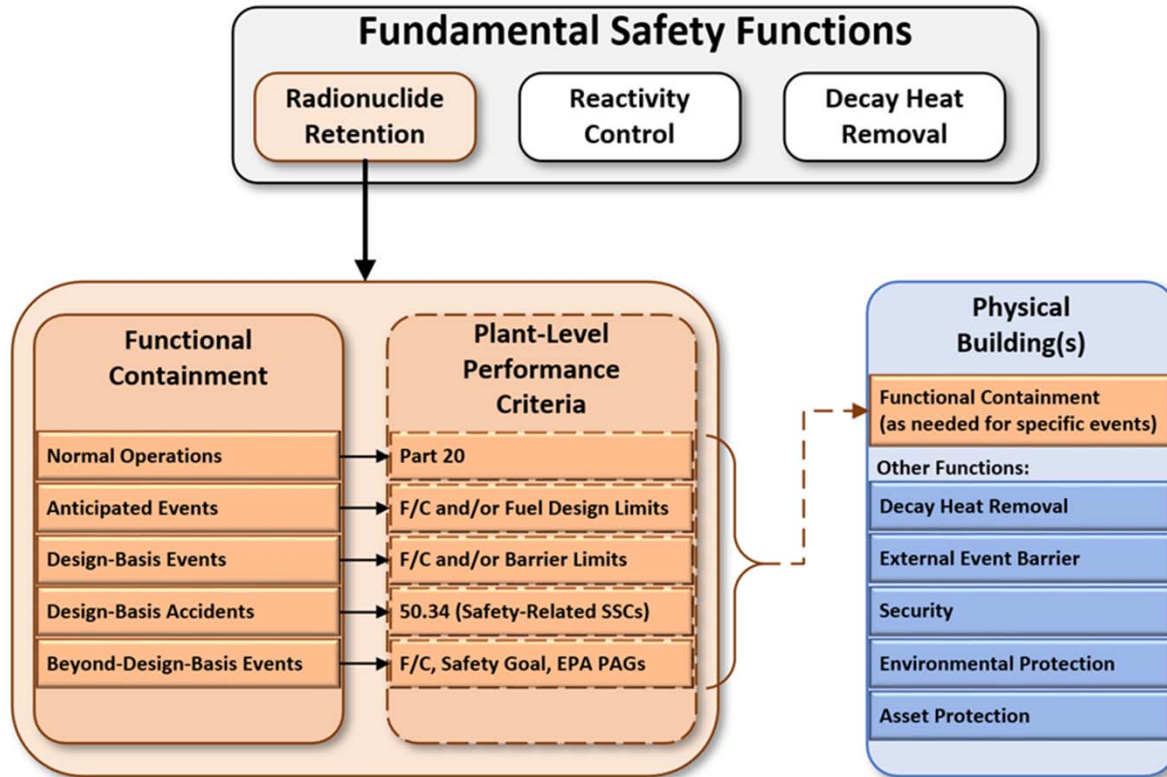 Fundamental Safety Functions
Radionuclide
Retention
Reactivity
Control
Decay Heat
Removal
Functional
Containment
Normal Operations
Anticipated Events
Design-Basis Events
Design-Basis Accidents
Beyond-Design-Basis Events
Plant-Level
Performance
Criteria
Part 20
F/C and/or Fuel Design Limits
F/C and/or Barrier Limits
50.34 (Safety-Related SSCs)
F/C, Safety Goal, EPA PAGs
Physical
Building(s)
Functional Containment
(as needed for specific events)
Other Functions:
Decay Heat Removal
External Event Barrier
Security
Environmental Protection
Asset Protection